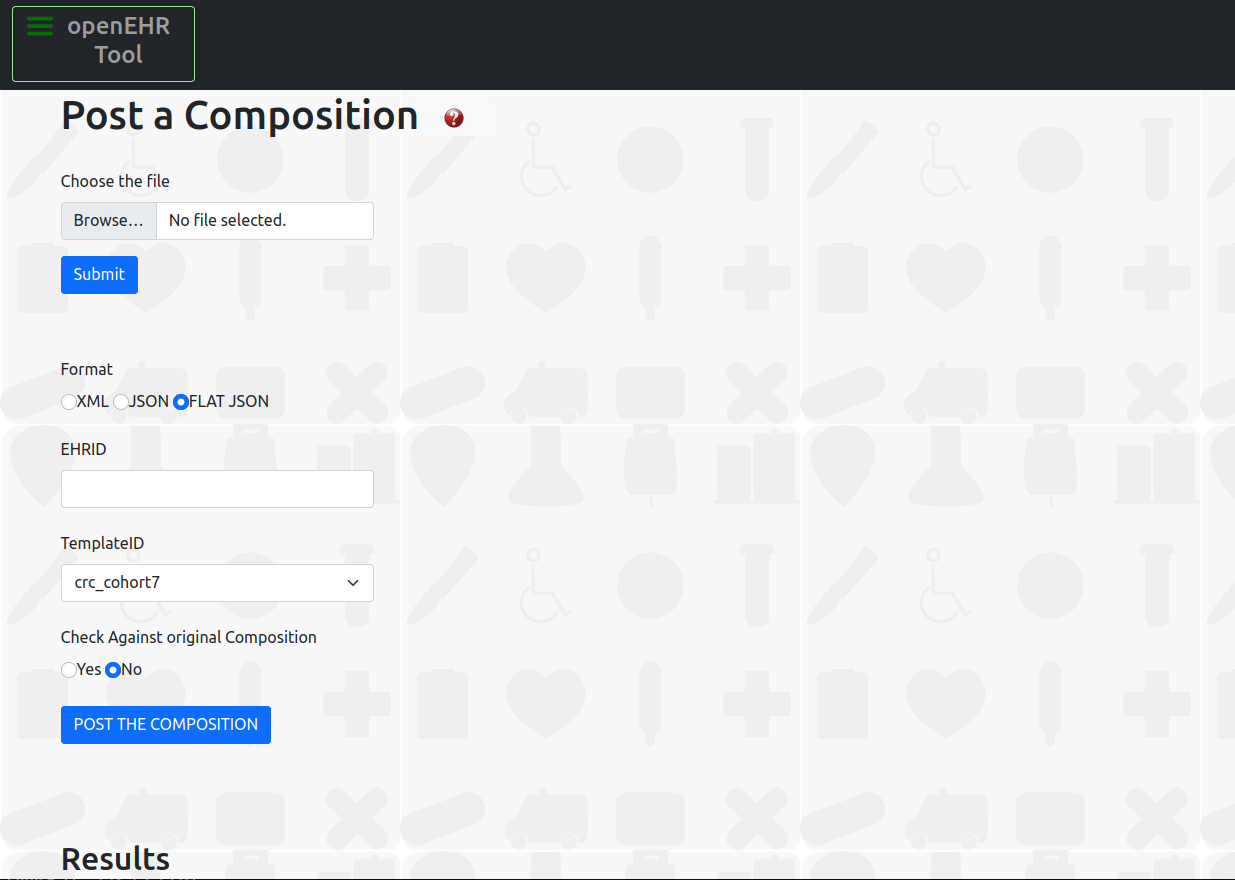 openEHR
Tool
Post a Composition
Choose the file
Browse… No file selected.
Submit
Format
XML JSON FLAT JSON
EHRID
TemplateID
crc_cohort7
Check Against original Composition
Yes No
POST THE COMPOSITION
Results